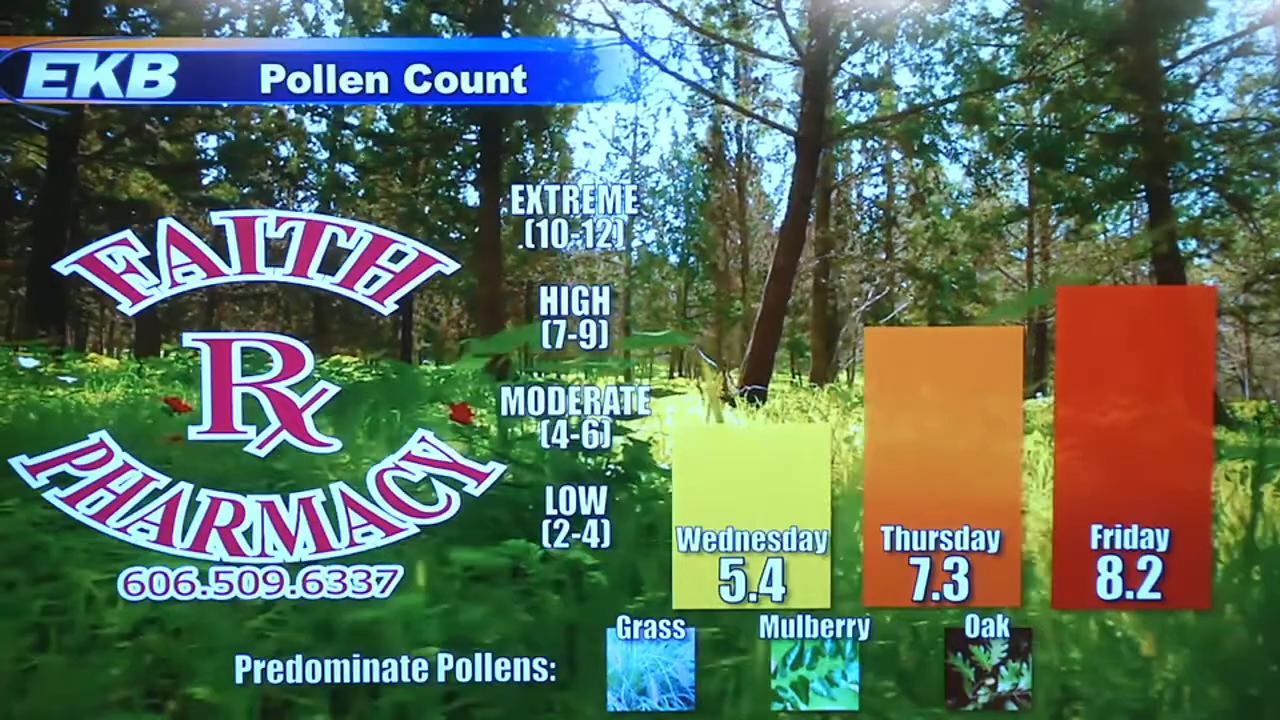 EKB Pollen Count
FAITH
Rx
PHARMACY
606.509.6337
EXTREME
(10-12)
HIGH
(7-9)
MODERATE
(4-6)
LOW
(2-4)
Wednesday
5.4
Thursday
7.3
Friday
8.2
Predominate Pollens:
Grass
Mulberry
Oak